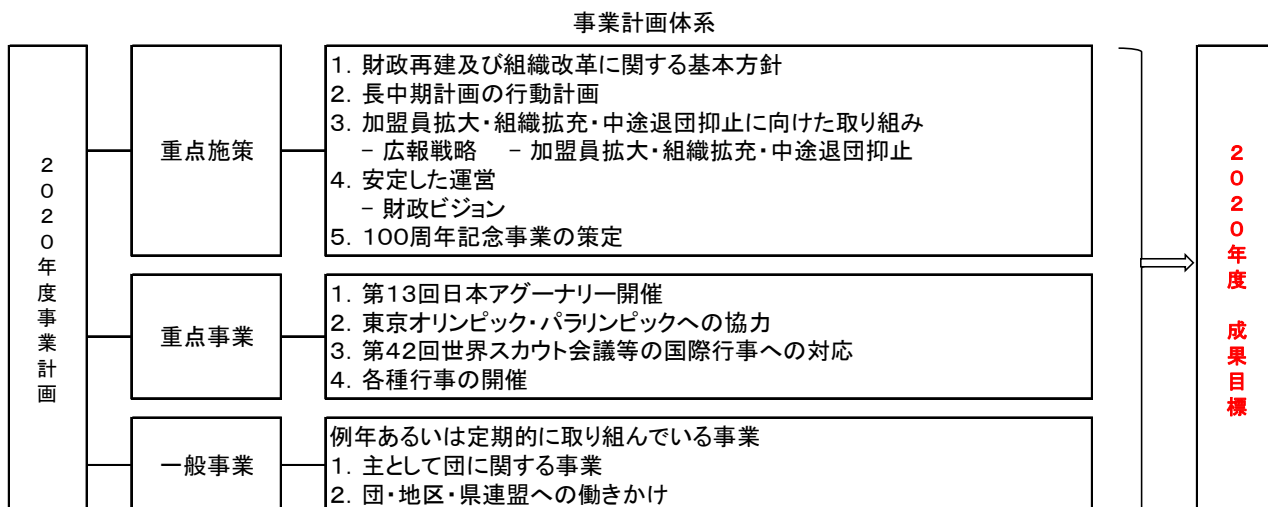 事業計画体系
2020年度事業計画
重点施策
1．財政再建及び組織改革に関する基本方針
2．長中期計画の行動計画
3．加盟員拡大・組織拡充・中途退団抑止に向けた取り組み
－ 広報戦略　－ 加盟員拡大・組織拡充・中途退団抑止
4．安定した運営
－ 財政ビジョン
5．100周年記念事業の策定
重点事業
1．第13回日本アグーナリー開催
2．東京オリンピック・パラリンピックへの協力
3．第42回世界スカウト会議等の国際行事への対応
4．各種行事の開催
一般事業
例年あるいは定期的に取り組んでいる事業
1．主として団に関する事業
2．団・地区・県連盟への働きかけ
2020年度　成果目標